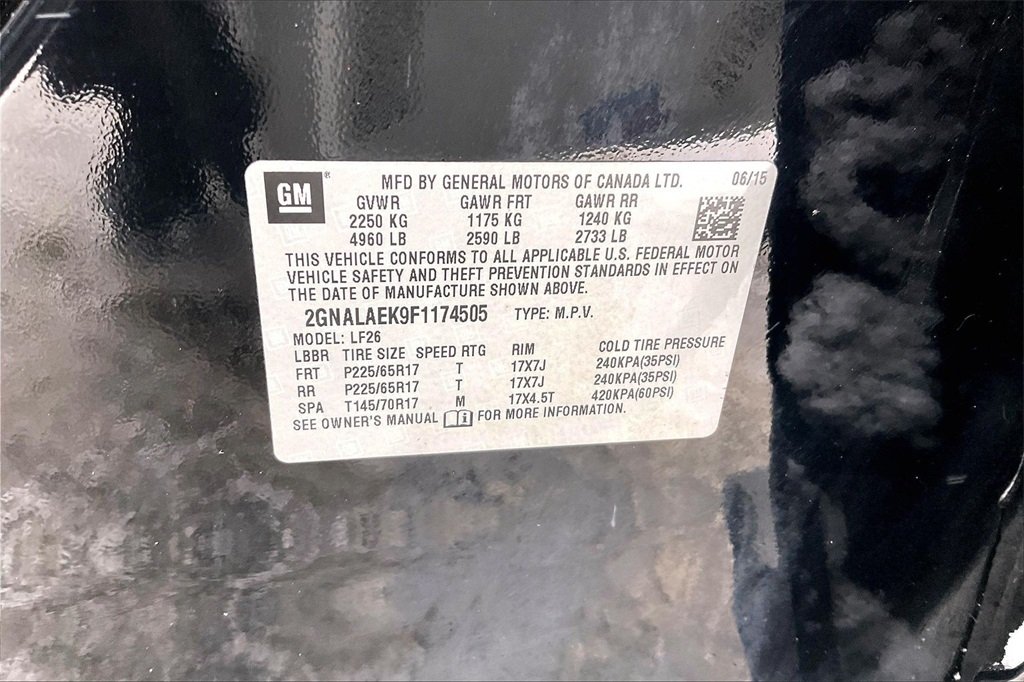 GM ® MFD BY GENERAL MOTORS OF CANADA LTD. 06/15
GVWR GAWR FRT GAWR RR
2250 KG 1175 KG 1240 KG
4960 LB 2590 LB 2733 LB
THIS VEHICLE CONFORMS TO ALL APPLICABLE U.S. FEDERAL MOTOR
VEHICLE SAFETY AND THEFT PREVENTION STANDARDS IN EFFECT ON
THE DATE OF MANUFACTURE SHOWN ABOVE.
2GNALAEK9F1174505 TYPE: M.P.V.
MODEL: LF26
LBBR TIRE SIZE SPEED RTG RIM COLD TIRE PRESSURE
FRT P225/65R17 T 17X7J 240KPA(35PSI)
RR P225/65R17 T 17X7J 240KPA(35PSI)
SPA T145/70R17 M 17X4.5T 420KPA(60PSI)
SEE OWNER'S MANUAL FOR MORE INFORMATION.